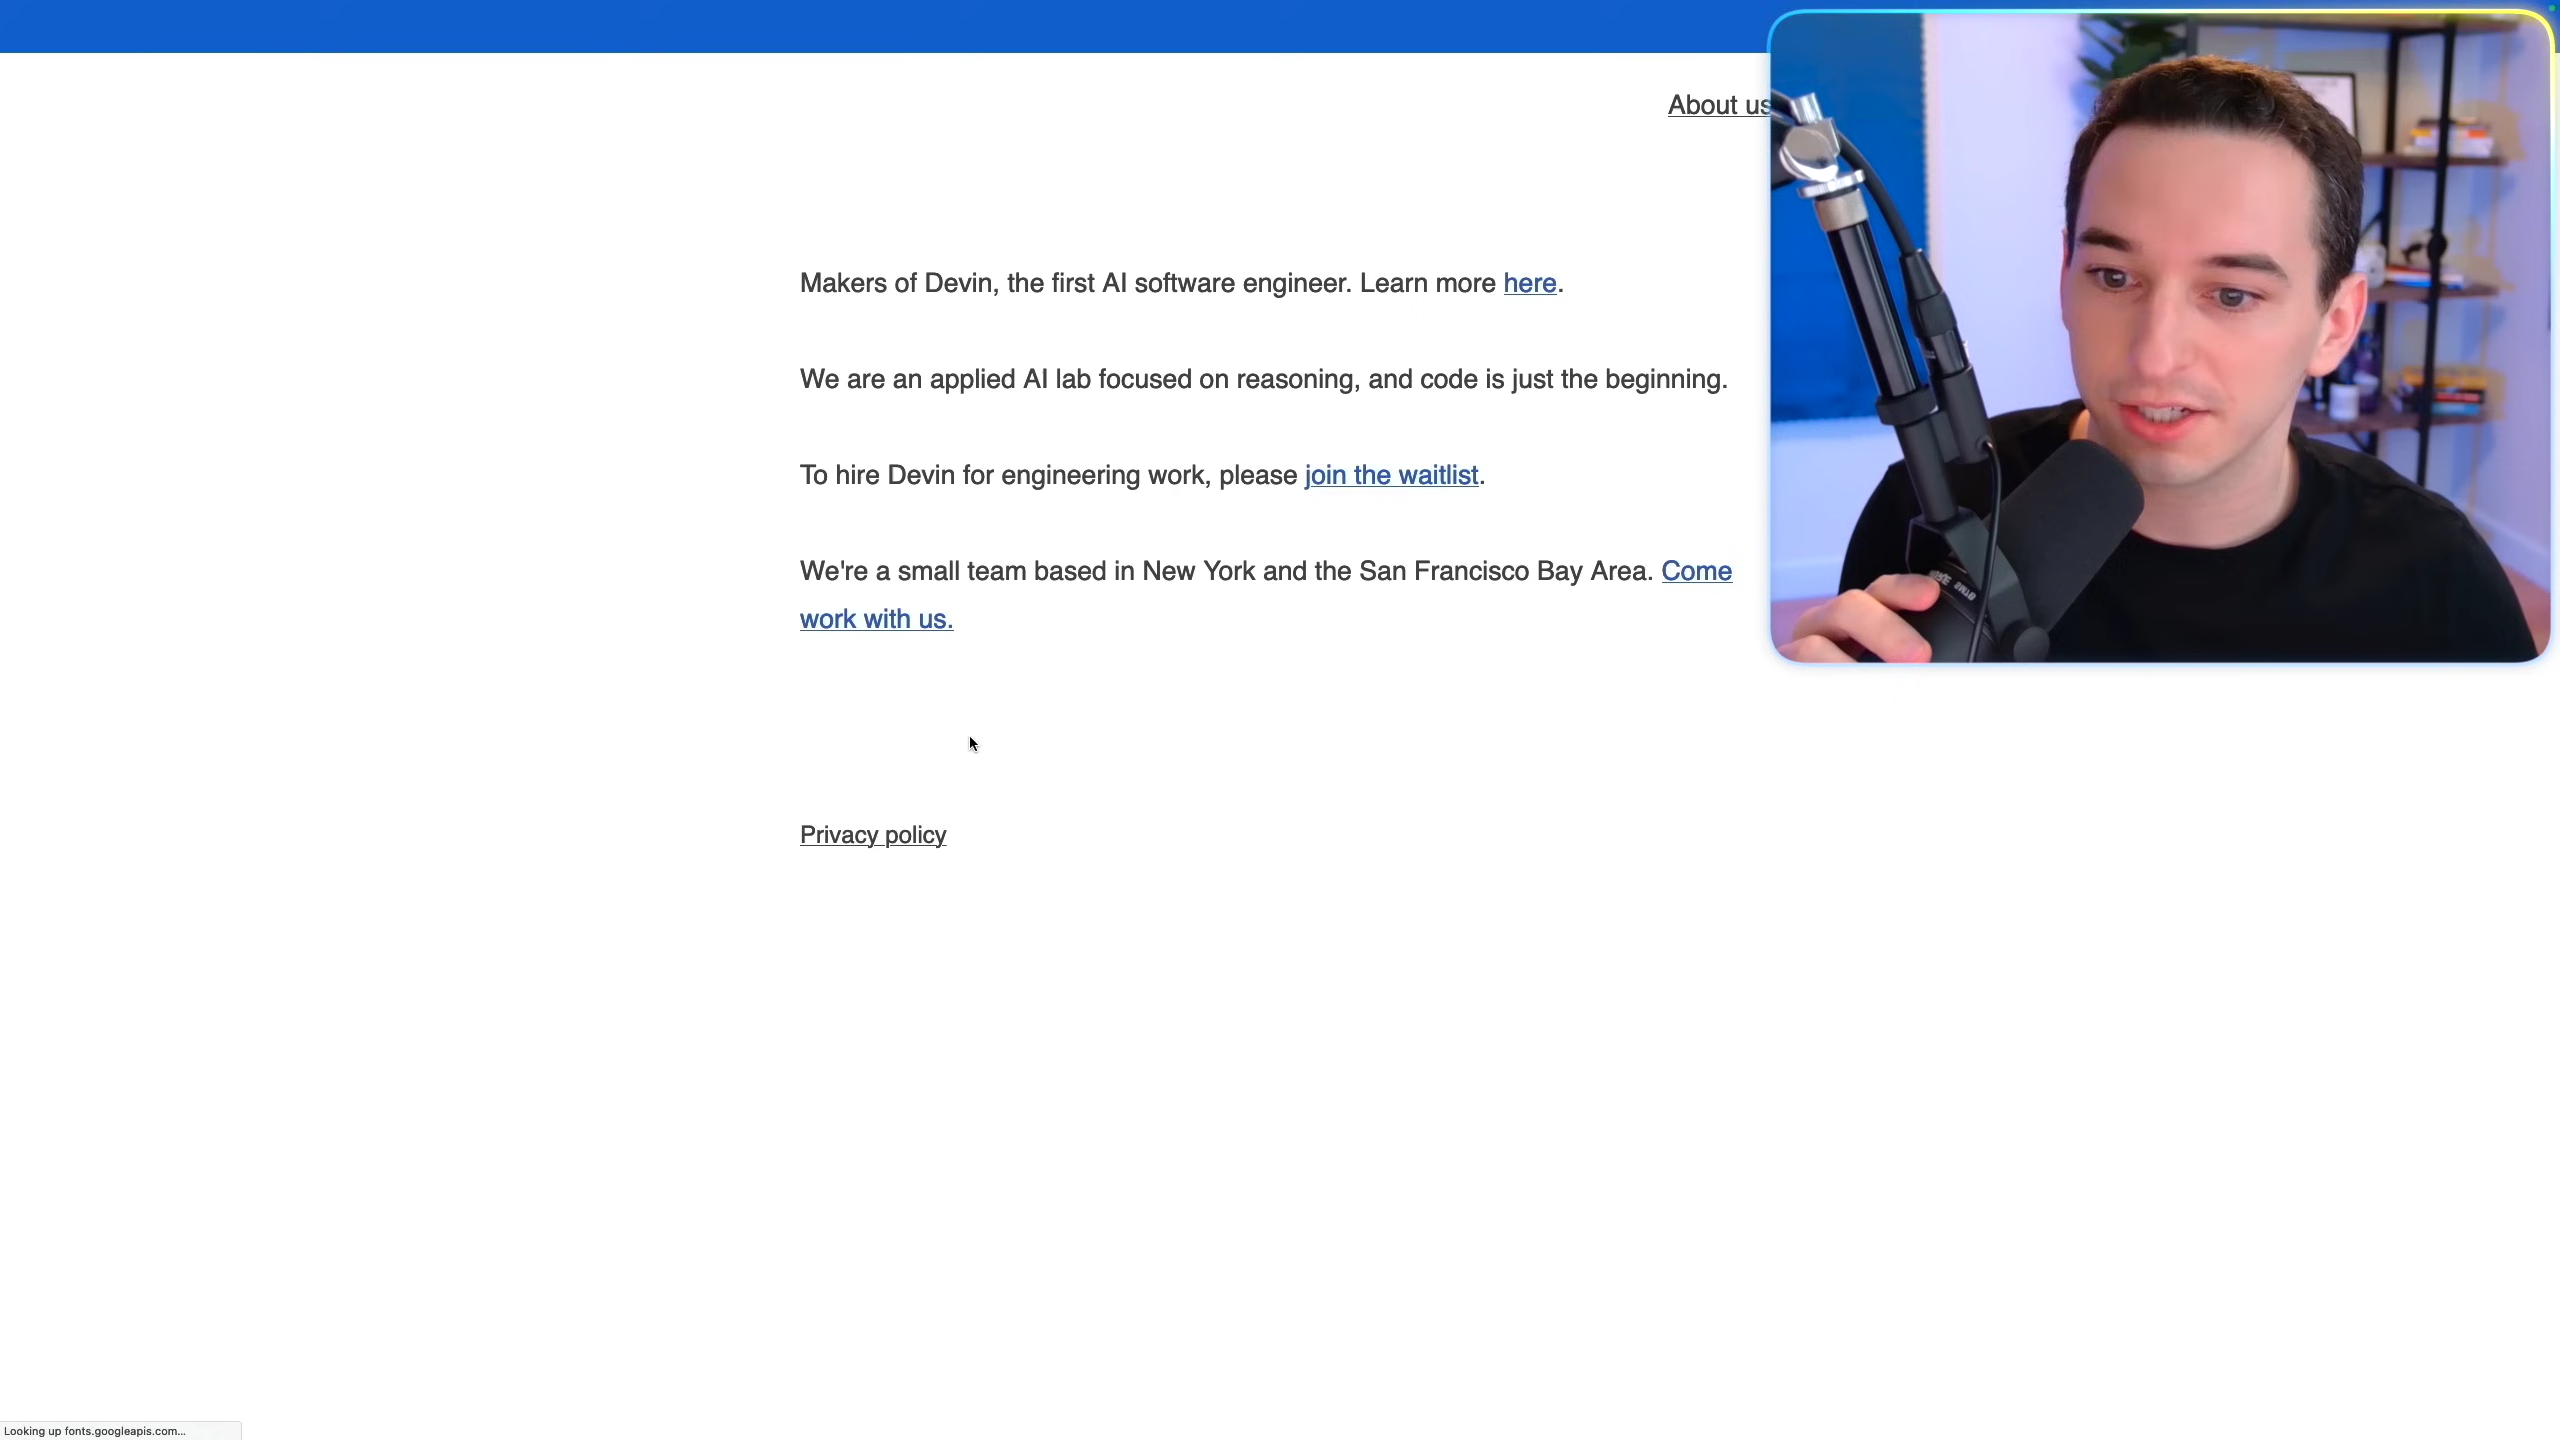 About us
Makers of Devin, the first AI software engineer. Learn more here.
We are an applied AI lab focused on reasoning, and code is just the beginning.
To hire Devin for engineering work, please join the waitlist.
We're a small team based in New York and the San Francisco Bay Area. Come
work with us.
Privacy policy
Looking up fonts.googleapis.com...